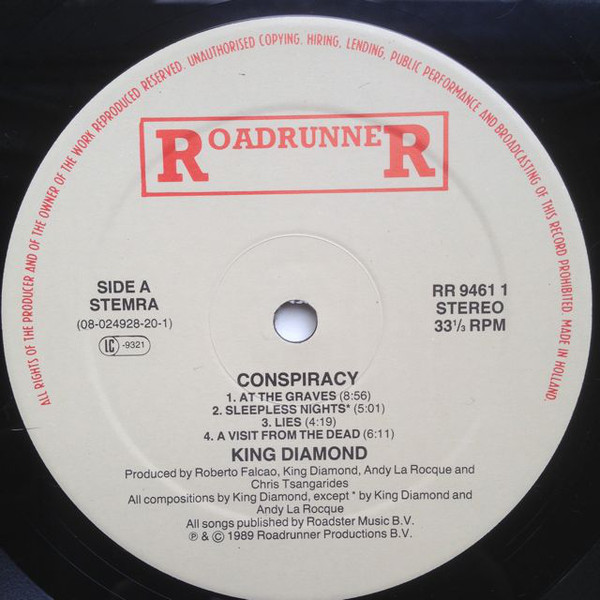 ALL RIGHTS OF THE PRODUCER AND OF THE OWNER OF THE WORK REPRODUCED RESERVED. UNAUTHORISED COPYING. HIRING, LENDING, PUBLIC PERFORMANCE AND BROADCASTING OF THIS RECORD PROHIBITED. MADE IN HOLLAND.
ROADRUNNER
SIDE A
STEMRA
(08-024928-20-1)
LC -9321
RR 9461 1
STEREO
33⅓ RPM
CONSPIRACY
1. AT THE GRAVES (8:56)
2. SLEEPLESS NIGHTS* (5:01)
3. LIES (4:19)
4. A VISIT FROM THE DEAD (6:11)
KING DIAMOND
Produced by Roberto Falcao, King Diamond, Andy La Rocque and
Chris Tsangarides
All compositions by King Diamond, except * by King Diamond and
Andy La Rocque
All songs published by Roadster Music B.V.
℗ & © 1989 Roadrunner Productions B.V.